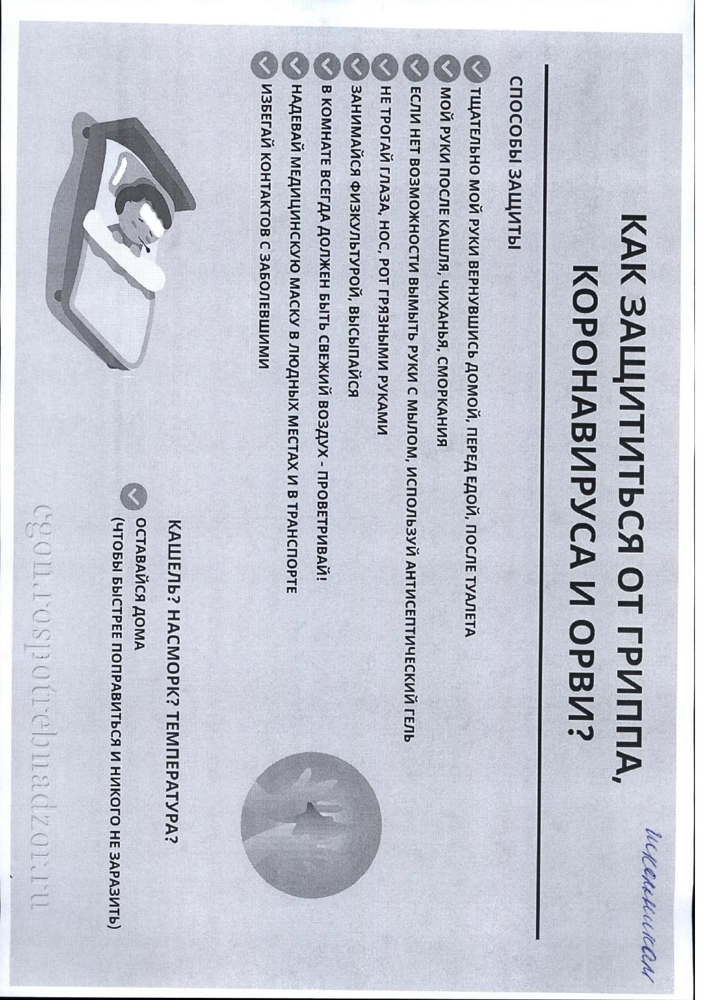 школьникам
КАК ЗАЩИТИТЬСЯ ОТ ГРИППА,
КОРОНАВИРУСА И ОРВИ?
СПОСОБЫ ЗАЩИТЫ
ТЩАТЕЛЬНО МОЙ РУКИ ВЕРНУВШИСЬ ДОМОЙ, ПЕРЕД ЕДОЙ, ПОСЛЕ ТУАЛЕТА
МОЙ РУКИ ПОСЛЕ КАШЛЯ, ЧИХАНЬЯ, СМОРКАНИЯ
ЕСЛИ НЕТ ВОЗМОЖНОСТИ ВЫМЫТЬ РУКИ С МЫЛОМ, ИСПОЛЬЗУЙ АНТИСЕПТИЧЕСКИЙ ГЕЛЬ
НЕ ТРОГАЙ ГЛАЗА, НОС, РОТ ГРЯЗНЫМИ РУКАМИ
ЗАНИМАЙСЯ ФИЗКУЛЬТУРОЙ, ВЫСЫПАЙСЯ
В КОМНАТЕ ВСЕГДА ДОЛЖЕН БЫТЬ СВЕЖИЙ ВОЗДУХ - ПРОВЕТРИВАЙ!
НАДЕВАЙ МЕДИЦИНСКУЮ МАСКУ В ЛЮДНЫХ МЕСТАХ И В ТРАНСПОРТЕ
ИЗБЕГАЙ КОНТАКТОВ С ЗАБОЛЕВШИМИ
КАШЕЛЬ? НАСМОРК? ТЕМПЕРАТУРА?
ОСТАВАЙСЯ ДОМА
(ЧТОБЫ БЫСТРЕЕ ПОПРАВИТЬСЯ И НИКОГО НЕ ЗАРАЗИТЬ)
cgon.rospotrebnadzor.ru